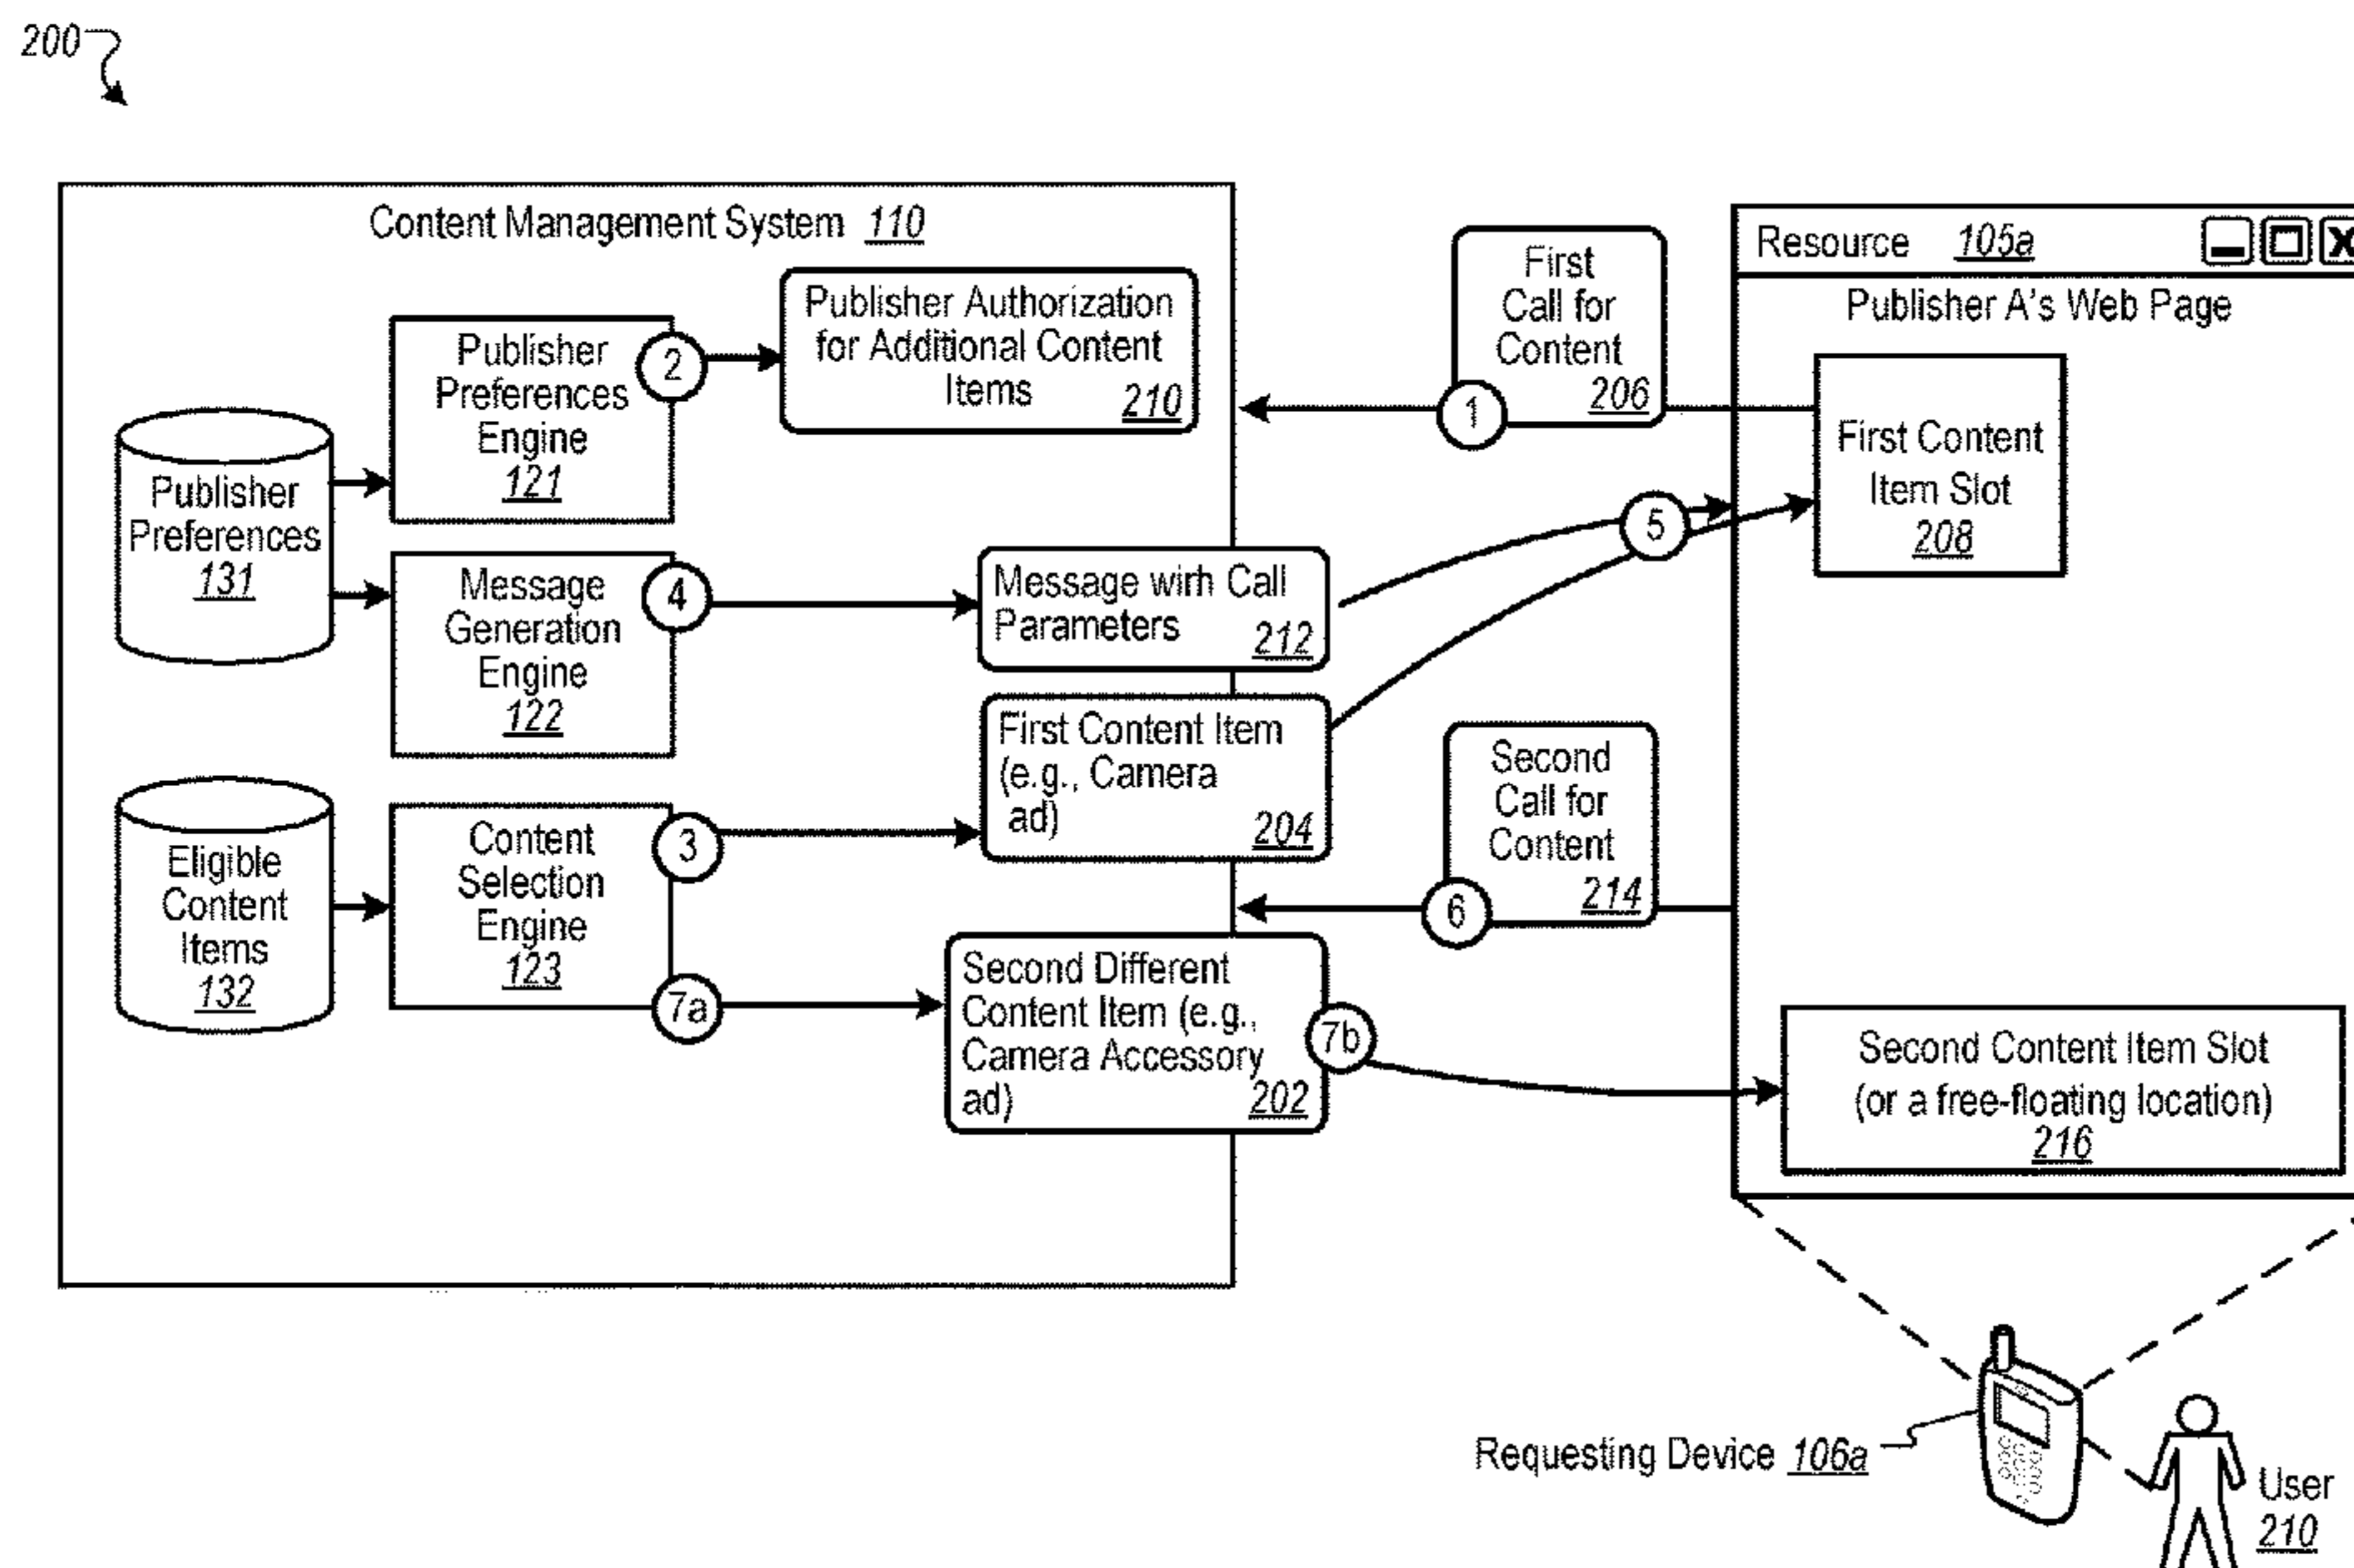 200
Content Management System 110
Publisher
Preferences
131
Publisher
Preferences
Engine
121
2
Publisher Authorization
for Additional Content
Items
210
Message
Generation
Engine
122
4
Message wirh Call
Parameters
212
Eligible
Content
Items
132
Content
Selection
Engine
123
3
7a
First Content Item
(e.g., Camera
ad)
204
Second Different
Content Item (e.g.,
Camera Accessory
ad)
202
7b
First
Call for
Content
206
1
5
Second
Call for
Content
214
6
Resource 105a
X
Publisher A's Web Page
First Content
Item Slot
208
Second Content Item Slot
(or a free-floating location)
216
Requesting Device 106a
User
210